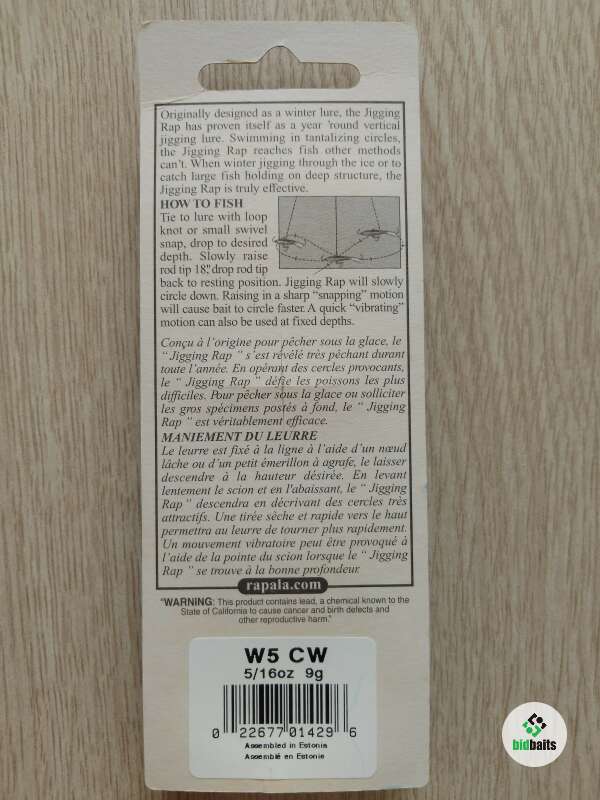 Originally designed as a winter lure, the Jigging
Rap has proven itself as a year 'round vertical
jigging lure. Swimming in tantalizing circles,
the Jigging Rap reaches fish other methods
can't. When winter jigging through the ice or to
catch large fish holding on deep structure, the
Jigging Rap is truly effective.
HOW TO FISH
Tie to lure with loop
knot or small swivel
snap, drop to desired
depth. Slowly raise
rod tip 18", drop rod tip
back to resting position. Jigging Rap will slowly
circle down. Raising in a sharp "snapping" motion
will cause bait to circle faster. A quick "vibrating"
motion can also be used at fixed depths.
Conçu à l'origine pour pêcher sous la glace, le
" Jigging Rap " s'est révélé très pêchant durant
toute l'année. En opérant des cercles provocants,
le " Jigging Rap " défie les poissons les plus
difficiles. Pour pêcher sous la glace ou solliciter
les gros spécimens postés à fond, le " Jigging
Rap " est véritablement efficace.
MANIEMENT DU LEURRE
Le leurre est fixé à la ligne à l'aide d'un nœud
lâche ou d'un petit émerillon à agrafe, le laisser
descendre à la hauteur désirée. En levant
lentement le scion et en l'abaissant, le " Jigging
Rap " descendra en décrivant des cercles très
attractifs. Une tirée sèche et rapide vers le haut
permettra au leurre de tourner plus rapidement.
Un mouvement vibratoire peut être provoqué à
l'aide de la pointe du scion lorsque le " Jigging
Rap " se trouve à la bonne profondeur.
rapala.com
"WARNING: This product contains lead, a chemical known to the
State of California to cause cancer and birth defects and
other reproductive harm."
W5 CW
5/16oz 9g
0 22677 01429 6
Assembled in Estonia
Assemblé en Estonie
bidbaits